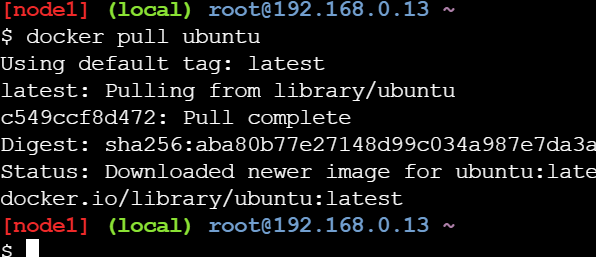 [node1] (local) root@192.168.0.13 ~
$ docker pull ubuntu
Using default tag: latest
latest: Pulling from library/ubuntu
c549ccf8d472: Pull complete
Digest: sha256:aba80b77e27148d99c034a987e7da3a
Status: Downloaded newer image for ubuntu:late
docker.io/library/ubuntu:latest
[node1] (local) root@192.168.0.13 ~
$